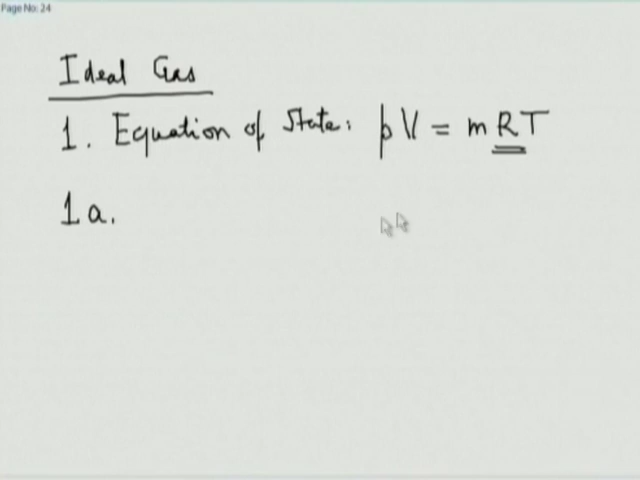 Page No: 24
Ideal Gas
1. Equation of State: pV = mRT
1a.